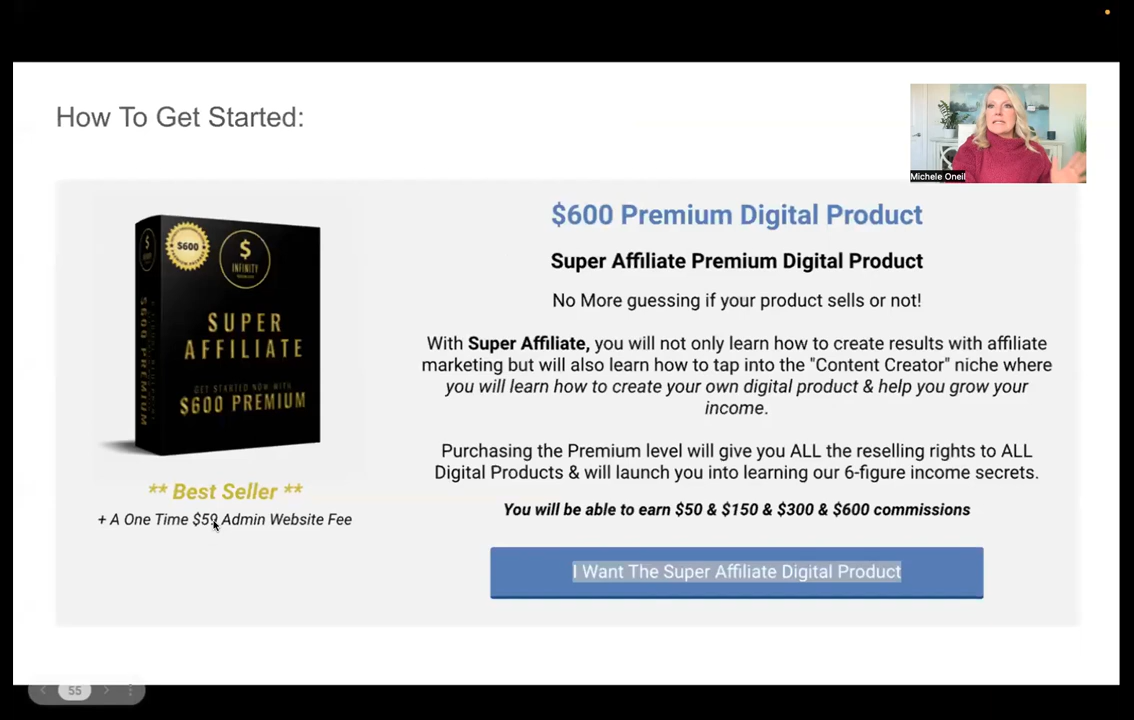 How To Get Started:
Michele Oneil
$600 Premium Digital Product
$600
$
INFINITY
SUPER
AFFILIATE
GET STARTED NOW WITH
$600 PREMIUM
$600 PREMIUM
** Best Seller **
+ A One Time $59 Admin Website Fee
Super Affiliate Premium Digital Product
No More guessing if your product sells or not!
With Super Affiliate, you will not only learn how to create results with affiliate
marketing but will also learn how to tap into the "Content Creator" niche where
you will learn how to create your own digital product & help you grow your
income.
Purchasing the Premium level will give you ALL the reselling rights to ALL
Digital Products & will launch you into learning our 6-figure income secrets.
You will be able to earn $50 & $150 & $300 & $600 commissions
I Want The Super Affiliate Digital Product
55